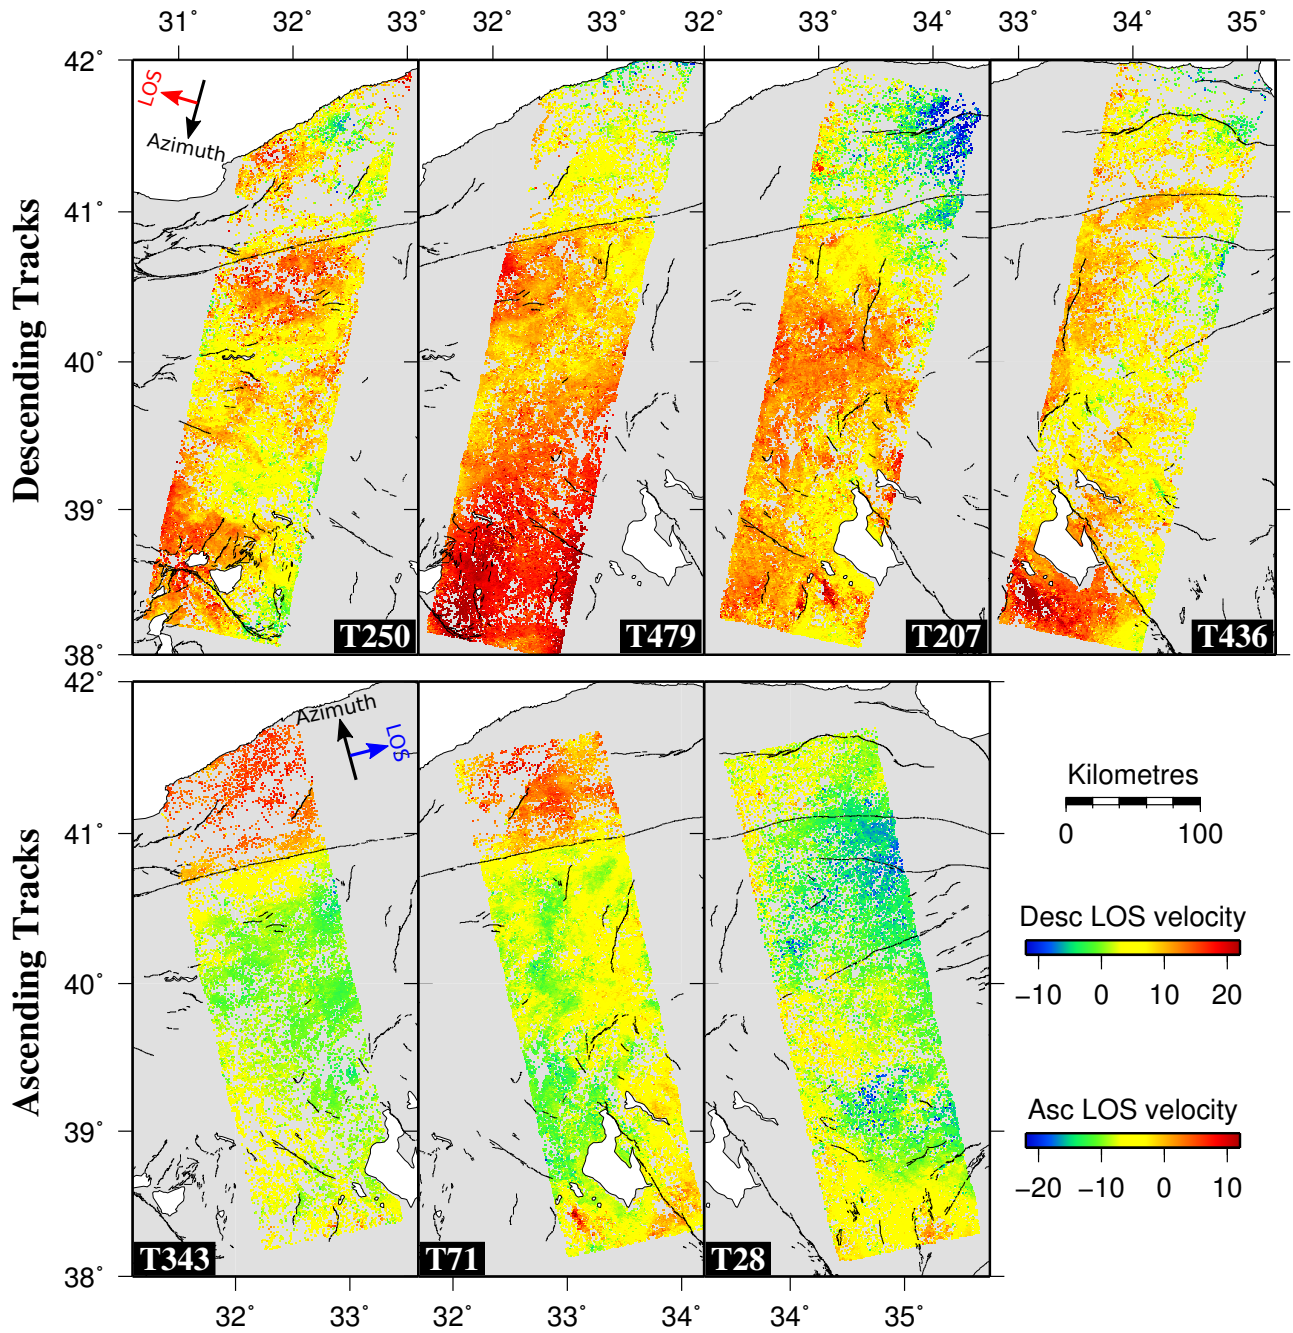 31° 32° 33° 32° 33° 32° 33° 34° 33° 34° 35°
42°
41°
40°
39°
38°
Descending Tracks
LOS
Azimuth
T250
T479
T207
T436
42°
41°
40°
39°
38°
Ascending Tracks
Azimuth
LOS
T343
T71
T28
32° 33° 32° 33° 34° 34° 35°
Kilometres
0 100
Desc LOS velocity
−10 0 10 20
Asc LOS velocity
−20 −10 0 10